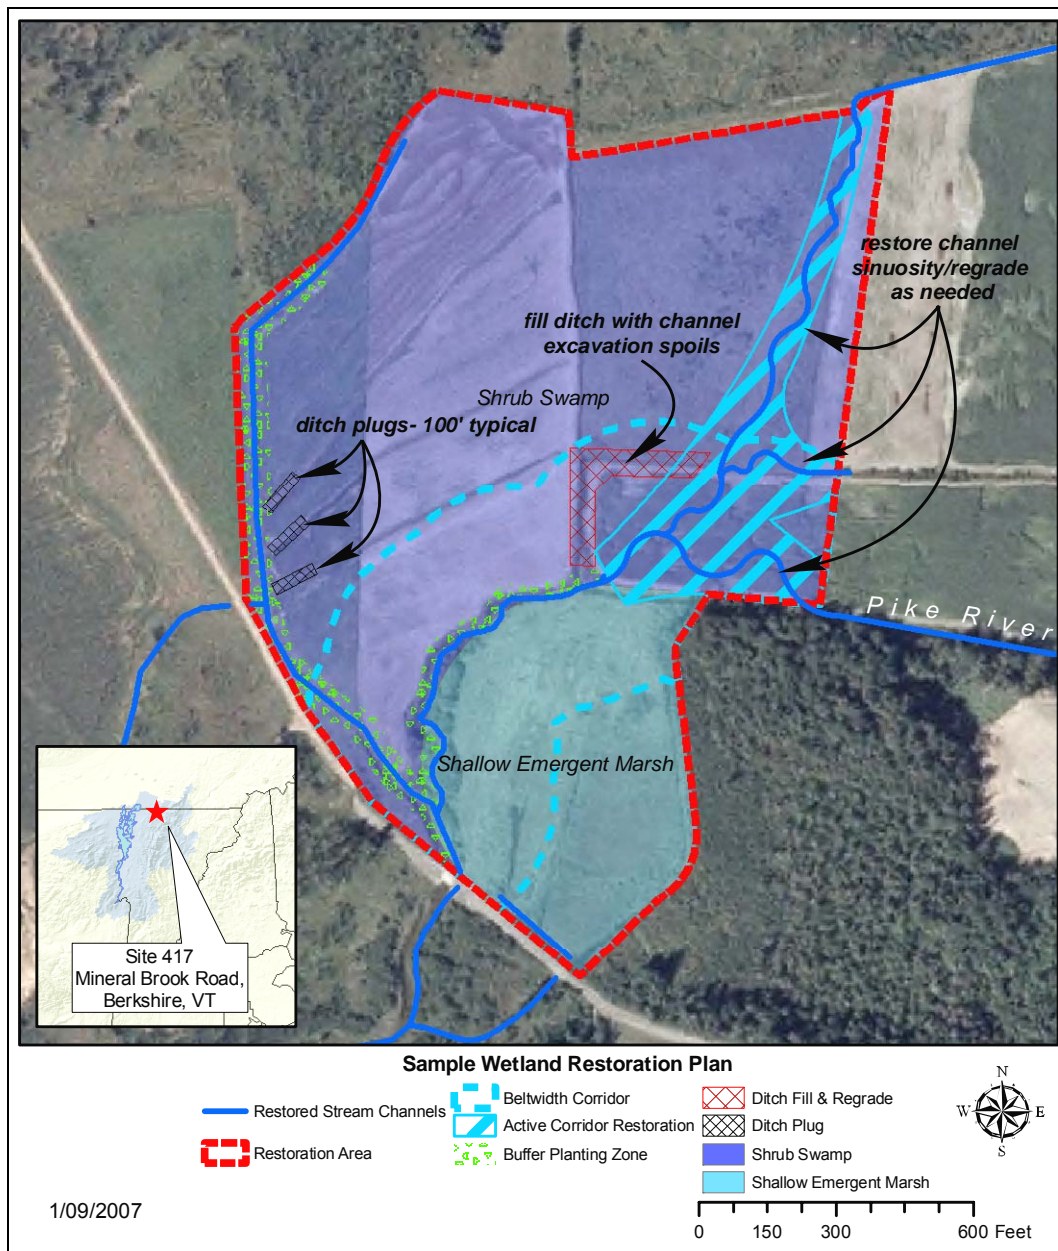 restore channel
sinuosity/regrade
as needed
fill ditch with channel
excavation spoils
Shrub Swamp
ditch plugs- 100' typical
Pike River
Shallow Emergent Marsh
Site 417
Mineral Brook Road,
Berkshire, VT
Sample Wetland Restoration Plan
Restored Stream Channels
Restoration Area
Beltwidth Corridor
Active Corridor Restoration
Buffer Planting Zone
Ditch Fill & Regrade
Ditch Plug
Shrub Swamp
Shallow Emergent Marsh
N
W E
S
1/09/2007
0 150 300 600 Feet